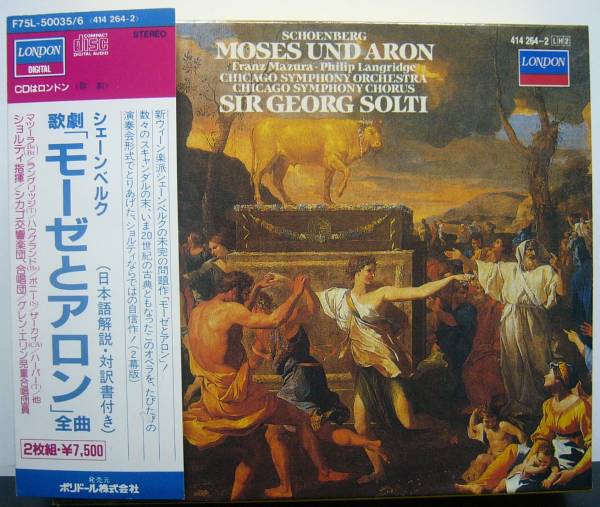 F75L-50035/6 〈414 264-2〉
LONDON
DIGITAL
COMPACT
disc
DIGITAL AUDIO
STEREO
CDはロンドン
〈歌 劇〉
シェーンベルク
歌劇「モーゼとアロン」全曲
(日本語解説・対訳書付き)
新ウィーン楽派シェーンベルクの未完の問題作「モーゼとアロン」!
数々のスキャンダルの末、いま20世紀の古典ともなったこのオペラを、たびたびの
演奏会形式でとりあげた、ショルティならではの自信作!(2幕版)
マツーラ(Bs)/ラングリッジ(T)/ハウグランド(Bs)/ボニー(S)/ザーカイ(CA)/ハーパー(T)他
ショルティ指揮/シカゴ交響楽団、合唱団/グレン・エリン児童合唱団員
2枚組・¥7,500
発売元
ポリドール株式会社
SCHOENBERG
MOSES UND ARON
Franz Mazura · Philip Langridge
CHICAGO SYMPHONY ORCHESTRA
CHICAGO SYMPHONY CHORUS
SIR GEORG SOLTI
414 264-2 LH2
LONDON